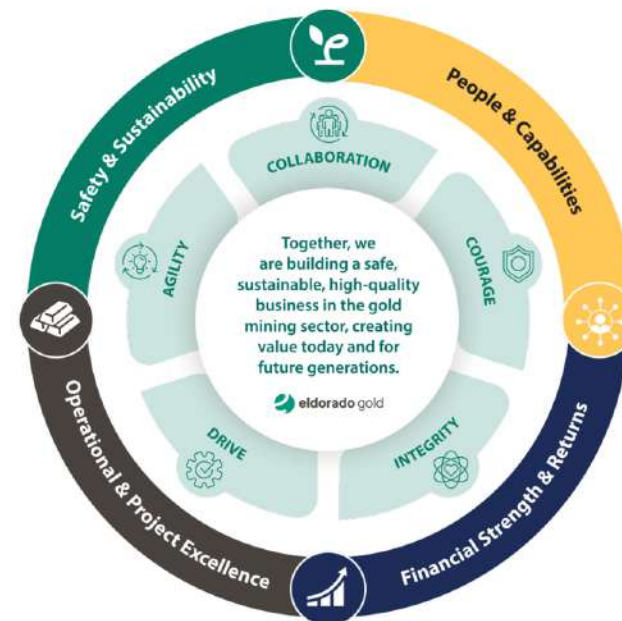 Safety & Sustainability
People & Capabilities
COLLABORATION
AGILITY
COURAGE
Together, we
are building a safe,
sustainable, high-quality
business in the gold
mining sector, creating
value today and for
future generations.
eldorado gold
DRIVE
INTEGRITY
Operational & Project Excellence
Financial Strength & Returns